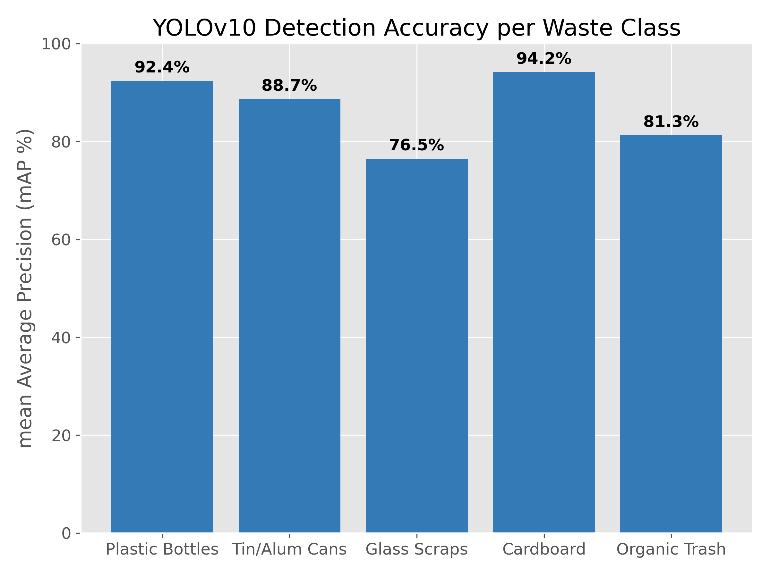 YOLOv10 Detection Accuracy per Waste Class
mean Average Precision (mAP %)
100
80
60
40
20
0
92.4%
88.7%
76.5%
94.2%
81.3%
Plastic Bottles
Tin/Alum Cans
Glass Scraps
Cardboard
Organic Trash